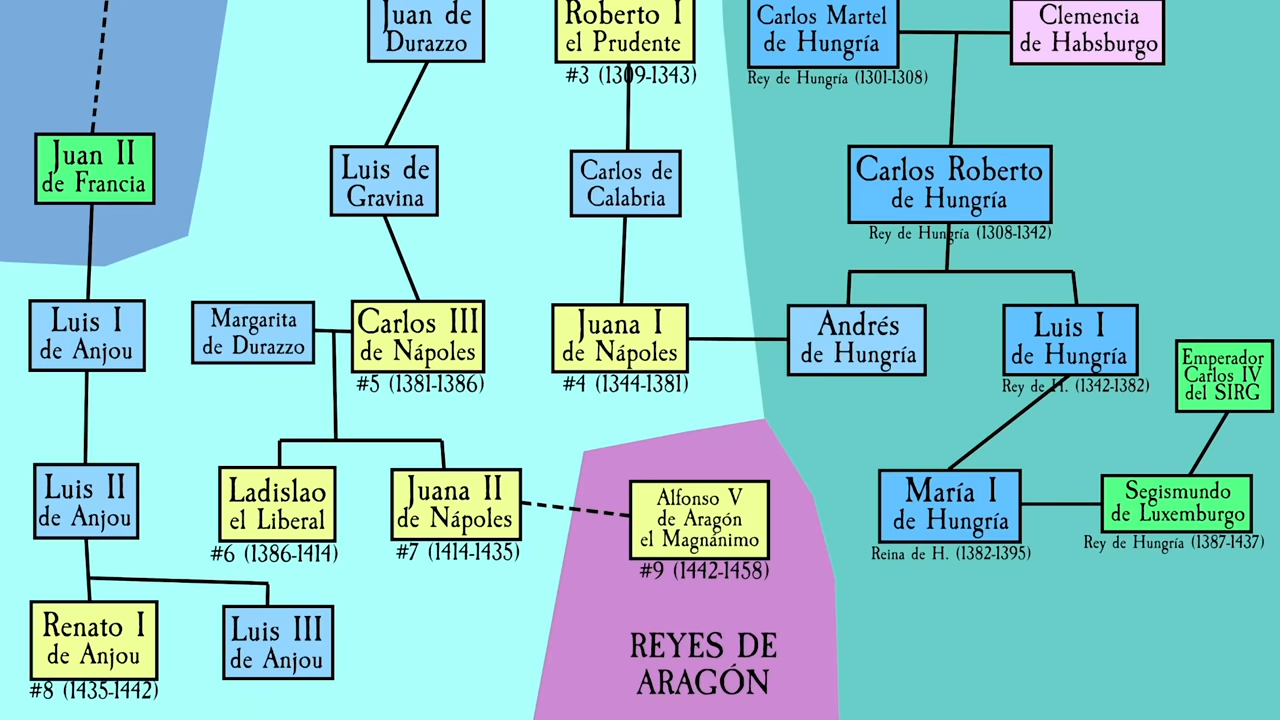 Juan de
Durazzo
Roberto I
el Prudente
#3 (1309-1343)
Carlos Martel
de Hungría
Rey de Hungría (1301-1308)
Clemencia
de Habsburgo
Juan II
de Francia
Luis de
Gravina
Carlos de
Calabria
Carlos Roberto
de Hungría
Rey de Hungría (1308-1342)
Luis I
de Anjou
Margarita
de Durazzo
Carlos III
de Nápoles
#5 (1381-1386)
Juana I
de Nápoles
#4 (1344-1381)
Andrés
de Hungría
Luis I
de Hungría
Rey de H. (1342-1382)
Emperador
Carlos IV
del SIRG
Luis II
de Anjou
Ladislao
el Liberal
#6 (1386-1414)
Juana II
de Nápoles
#7 (1414-1435)
Alfonso V
de Aragón
el Magnánimo
#9 (1442-1458)
María I
de Hungría
Reina de H. (1382-1395)
Segismundo
de Luxemburgo
Rey de Hungría (1387-1437)
Renato I
de Anjou
#8 (1435-1442)
Luis III
de Anjou
REYES DE
ARAGÓN